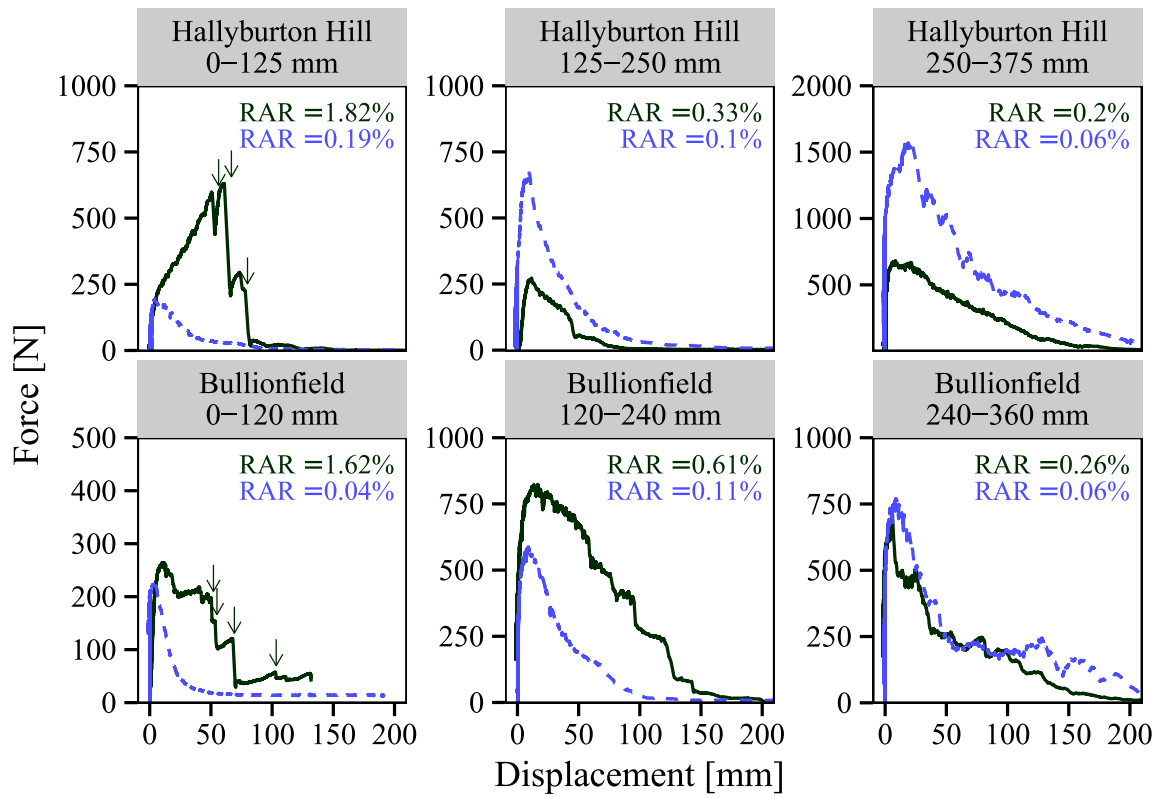 Hallyburton Hill
0−125 mm
Hallyburton Hill
125−250 mm
Hallyburton Hill
250−375 mm
1000
750
500
250
0
RAR =1.82%
RAR =0.19%
1000
750
500
250
0
RAR =0.33%
RAR =0.1%
2000
1500
1000
500
RAR =0.2%
RAR =0.06%
Force [N]
Bullionfield
0−120 mm
Bullionfield
120−240 mm
Bullionfield
240−360 mm
500
400
300
200
100
0
RAR =1.62%
RAR =0.04%
1000
750
500
250
0
RAR =0.61%
RAR =0.11%
1000
750
500
250
0
RAR =0.26%
RAR =0.06%
0 50 100 150 200
0 50 100 150 200
0 50 100 150 200
Displacement [mm]